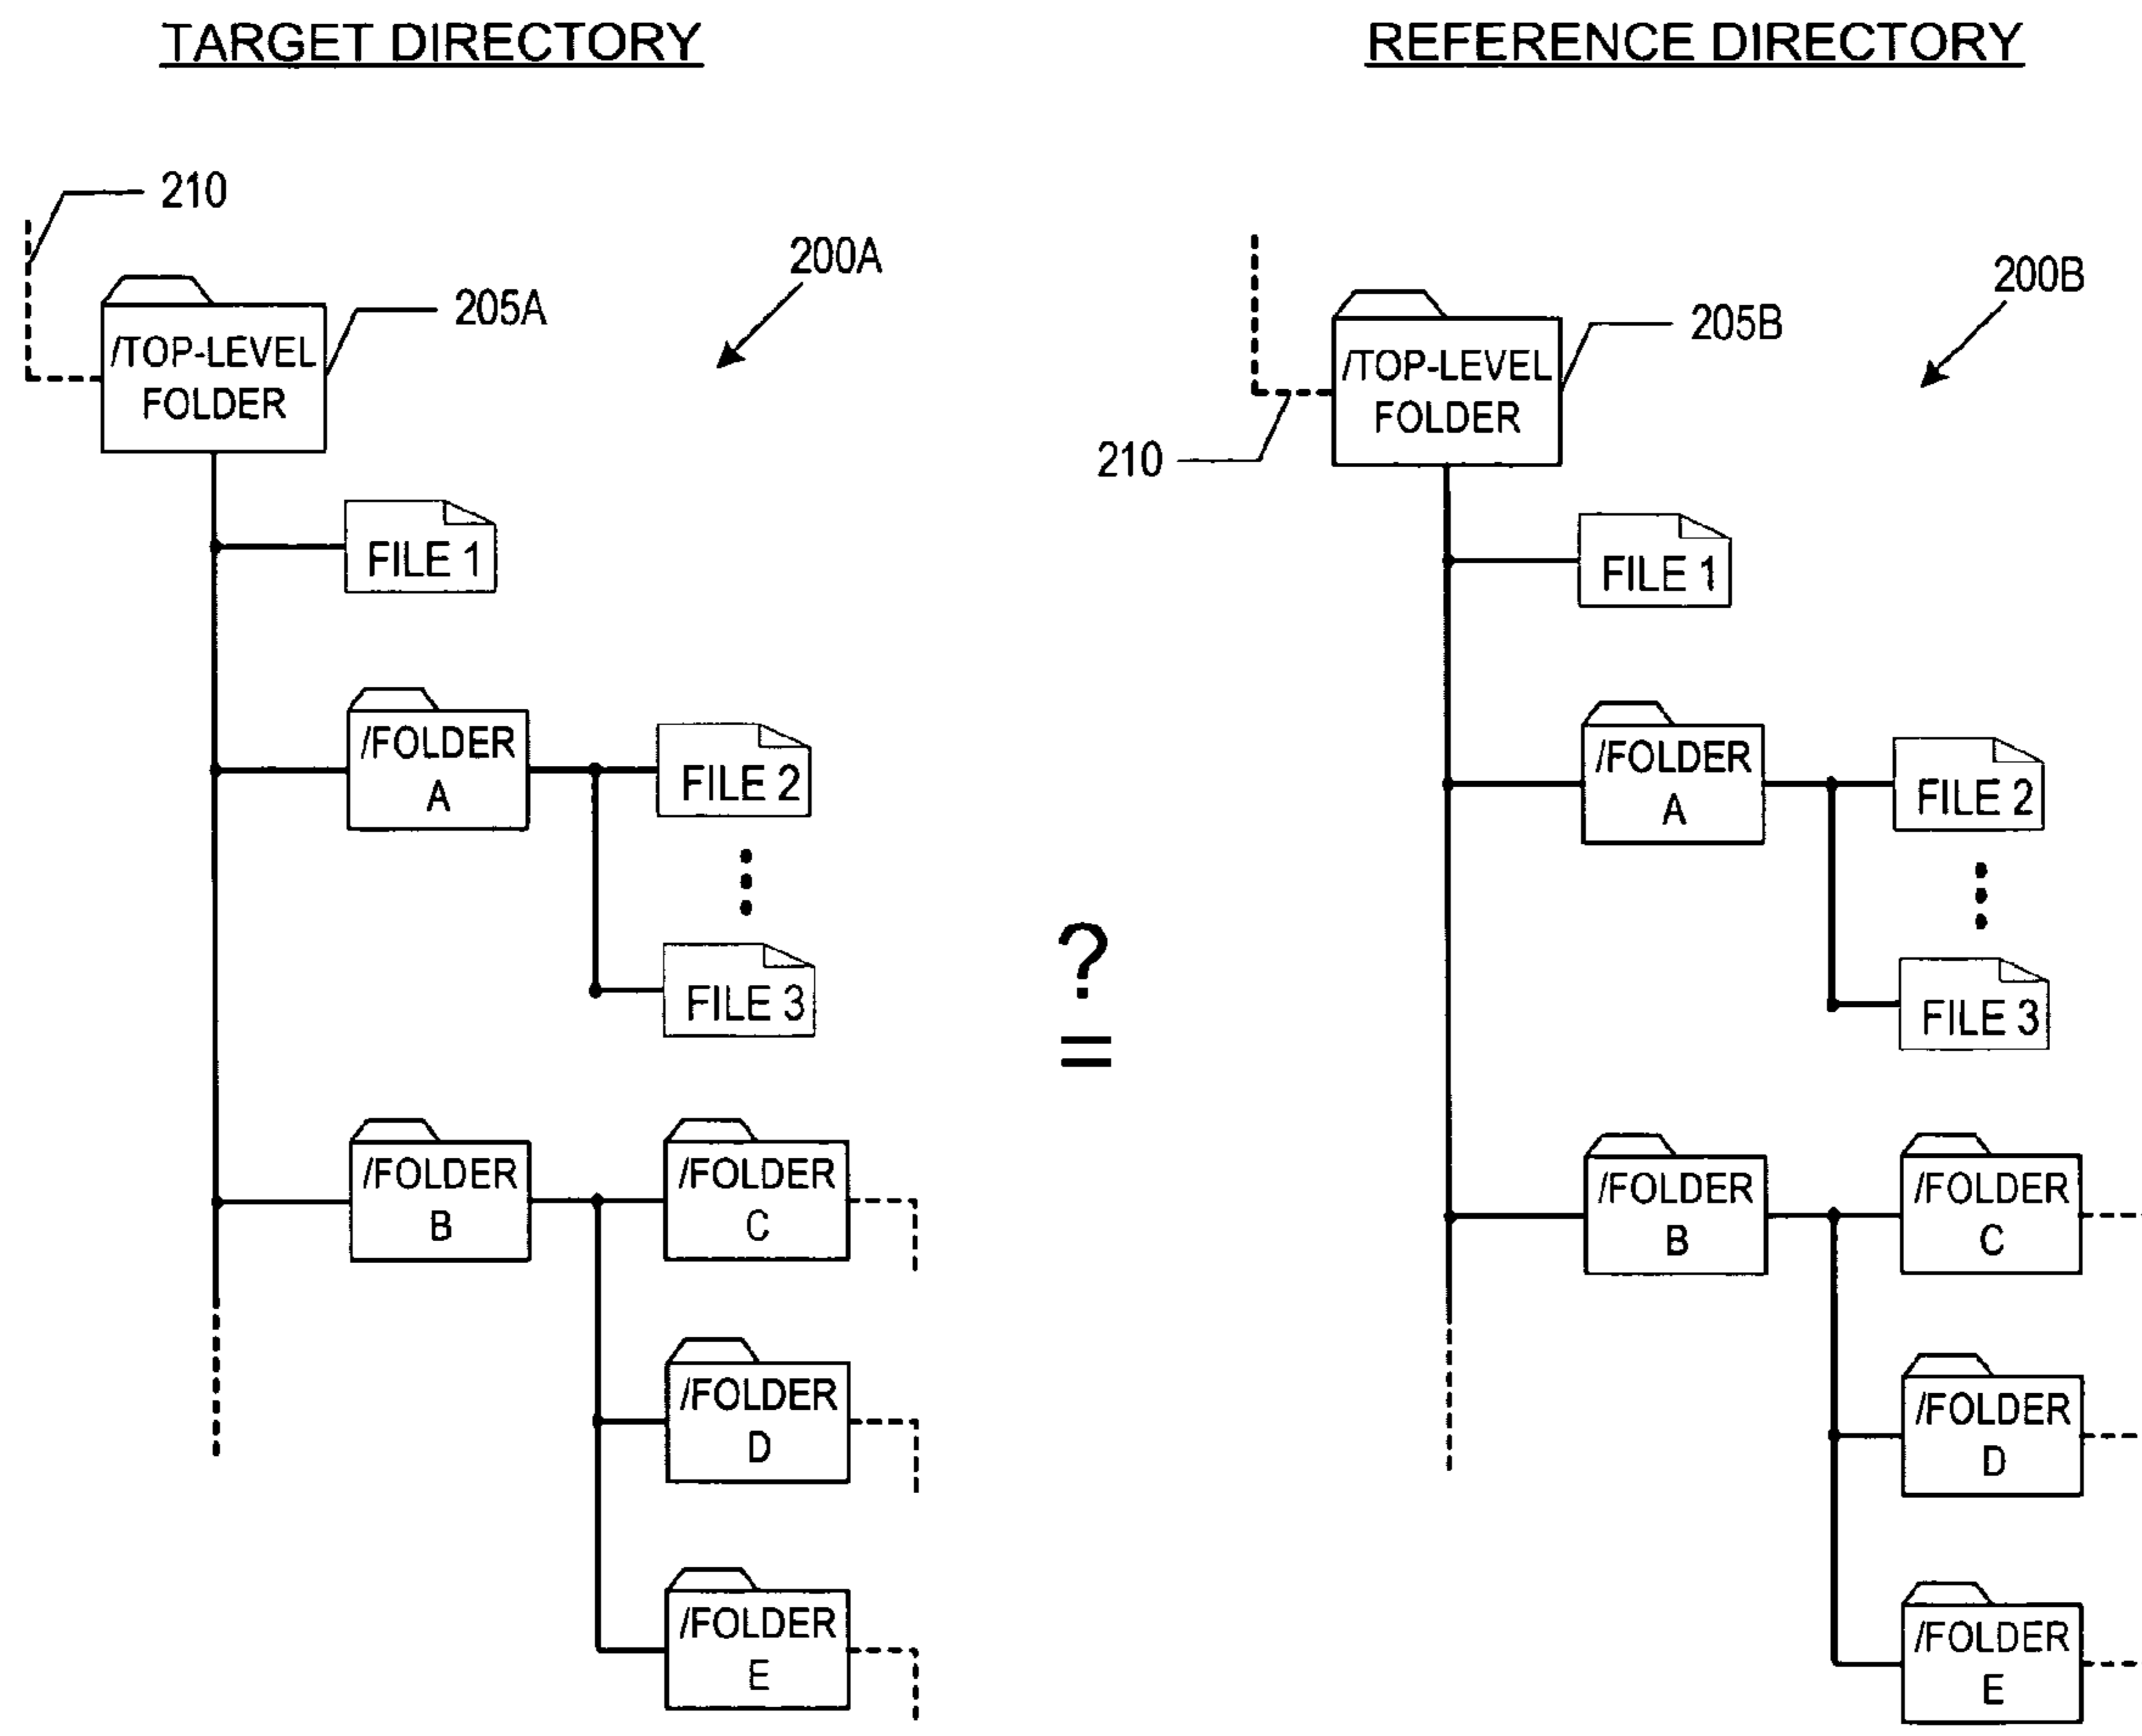 TARGET DIRECTORY
REFERENCE DIRECTORY
210
200A
205A
/TOP-LEVEL
FOLDER
FILE 1
/FOLDER
A
FILE 2
FILE 3
/FOLDER
B
/FOLDER
C
/FOLDER
D
/FOLDER
E
?
=
200B
205B
/TOP-LEVEL
FOLDER
210
FILE 1
/FOLDER
A
FILE 2
FILE 3
/FOLDER
B
/FOLDER
C
/FOLDER
D
/FOLDER
E